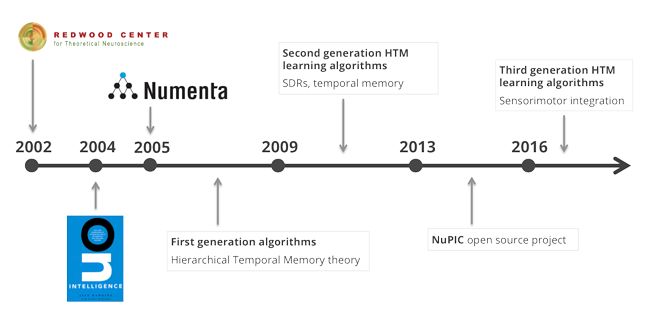 REDWOOD CENTER
for Theoretical Neuroscience
Numenta
Second generation HTM
learning algorithms
SDRs, temporal memory
Third generation HTM
learning algorithms
Sensorimotor integration
2002
2004
2005
2009
2013
2016
On
INTELLIGENCE
First generation algorithms
Hierarchical Temporal Memory theory
NuPIC open source project